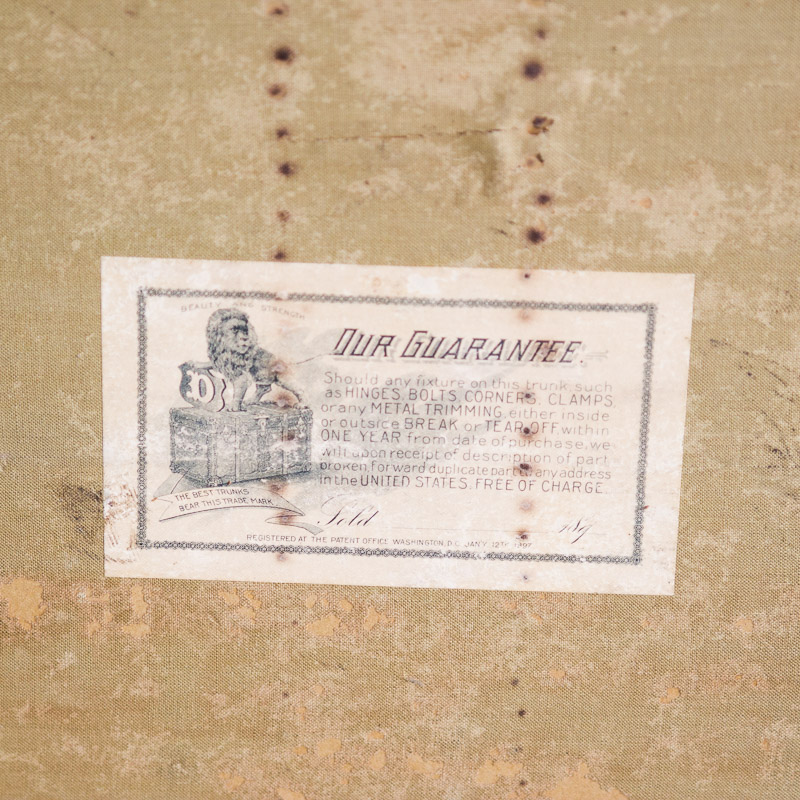 BEAUTY AND STRENGTH
D
OUR GUARANTEE.
Should any fixture on this trunk, such
as HINGES, BOLTS, CORNERS, CLAMPS
or any METAL TRIMMING, either inside
or outside BREAK or TEAR OFF within
ONE YEAR from date of purchase, we
will upon receipt of description of part
broken, forward duplicate part to any address
in the UNITED STATES, FREE OF CHARGE.
THE BEST TRUNKS
BEAR THIS TRADE MARK.
Sold 189
REGISTERED AT THE PATENT OFFICE WASHINGTON, D.C. JAN'Y 12TH 1897